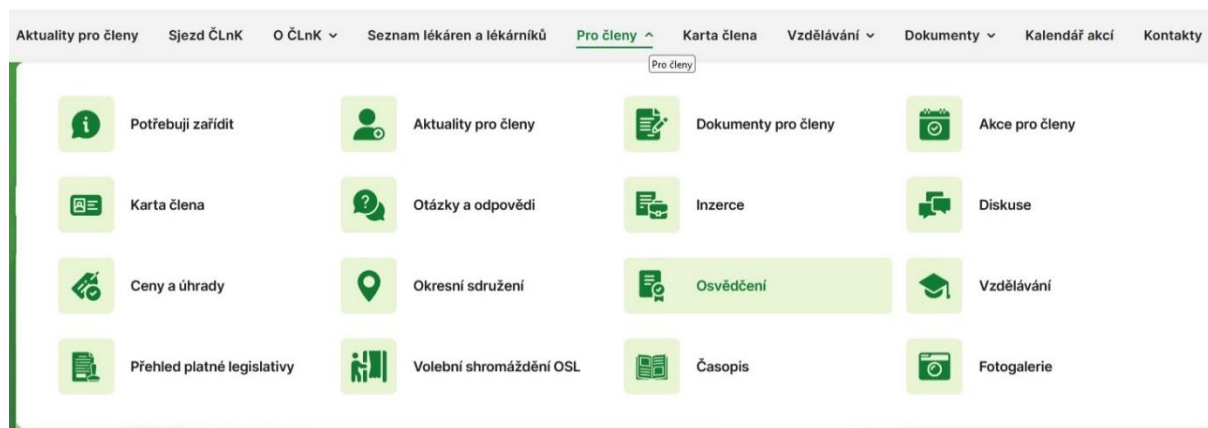 Aktuality pro členy Sjezd ČLnK O ČLnK Seznam lékáren a lékárníků Pro členy Karta člena Vzdělávání Dokumenty Kalendář akcí Kontakty
Pro členy
Potřebuji zařídit Aktuality pro členy Dokumenty pro členy Akce pro členy
Karta člena Otázky a odpovědi Inzerce Diskuse
Ceny a úhrady Okresní sdružení Osvědčení Vzdělávání
Přehled platné legislativy Volební shromáždění OSL Časopis Fotogalerie